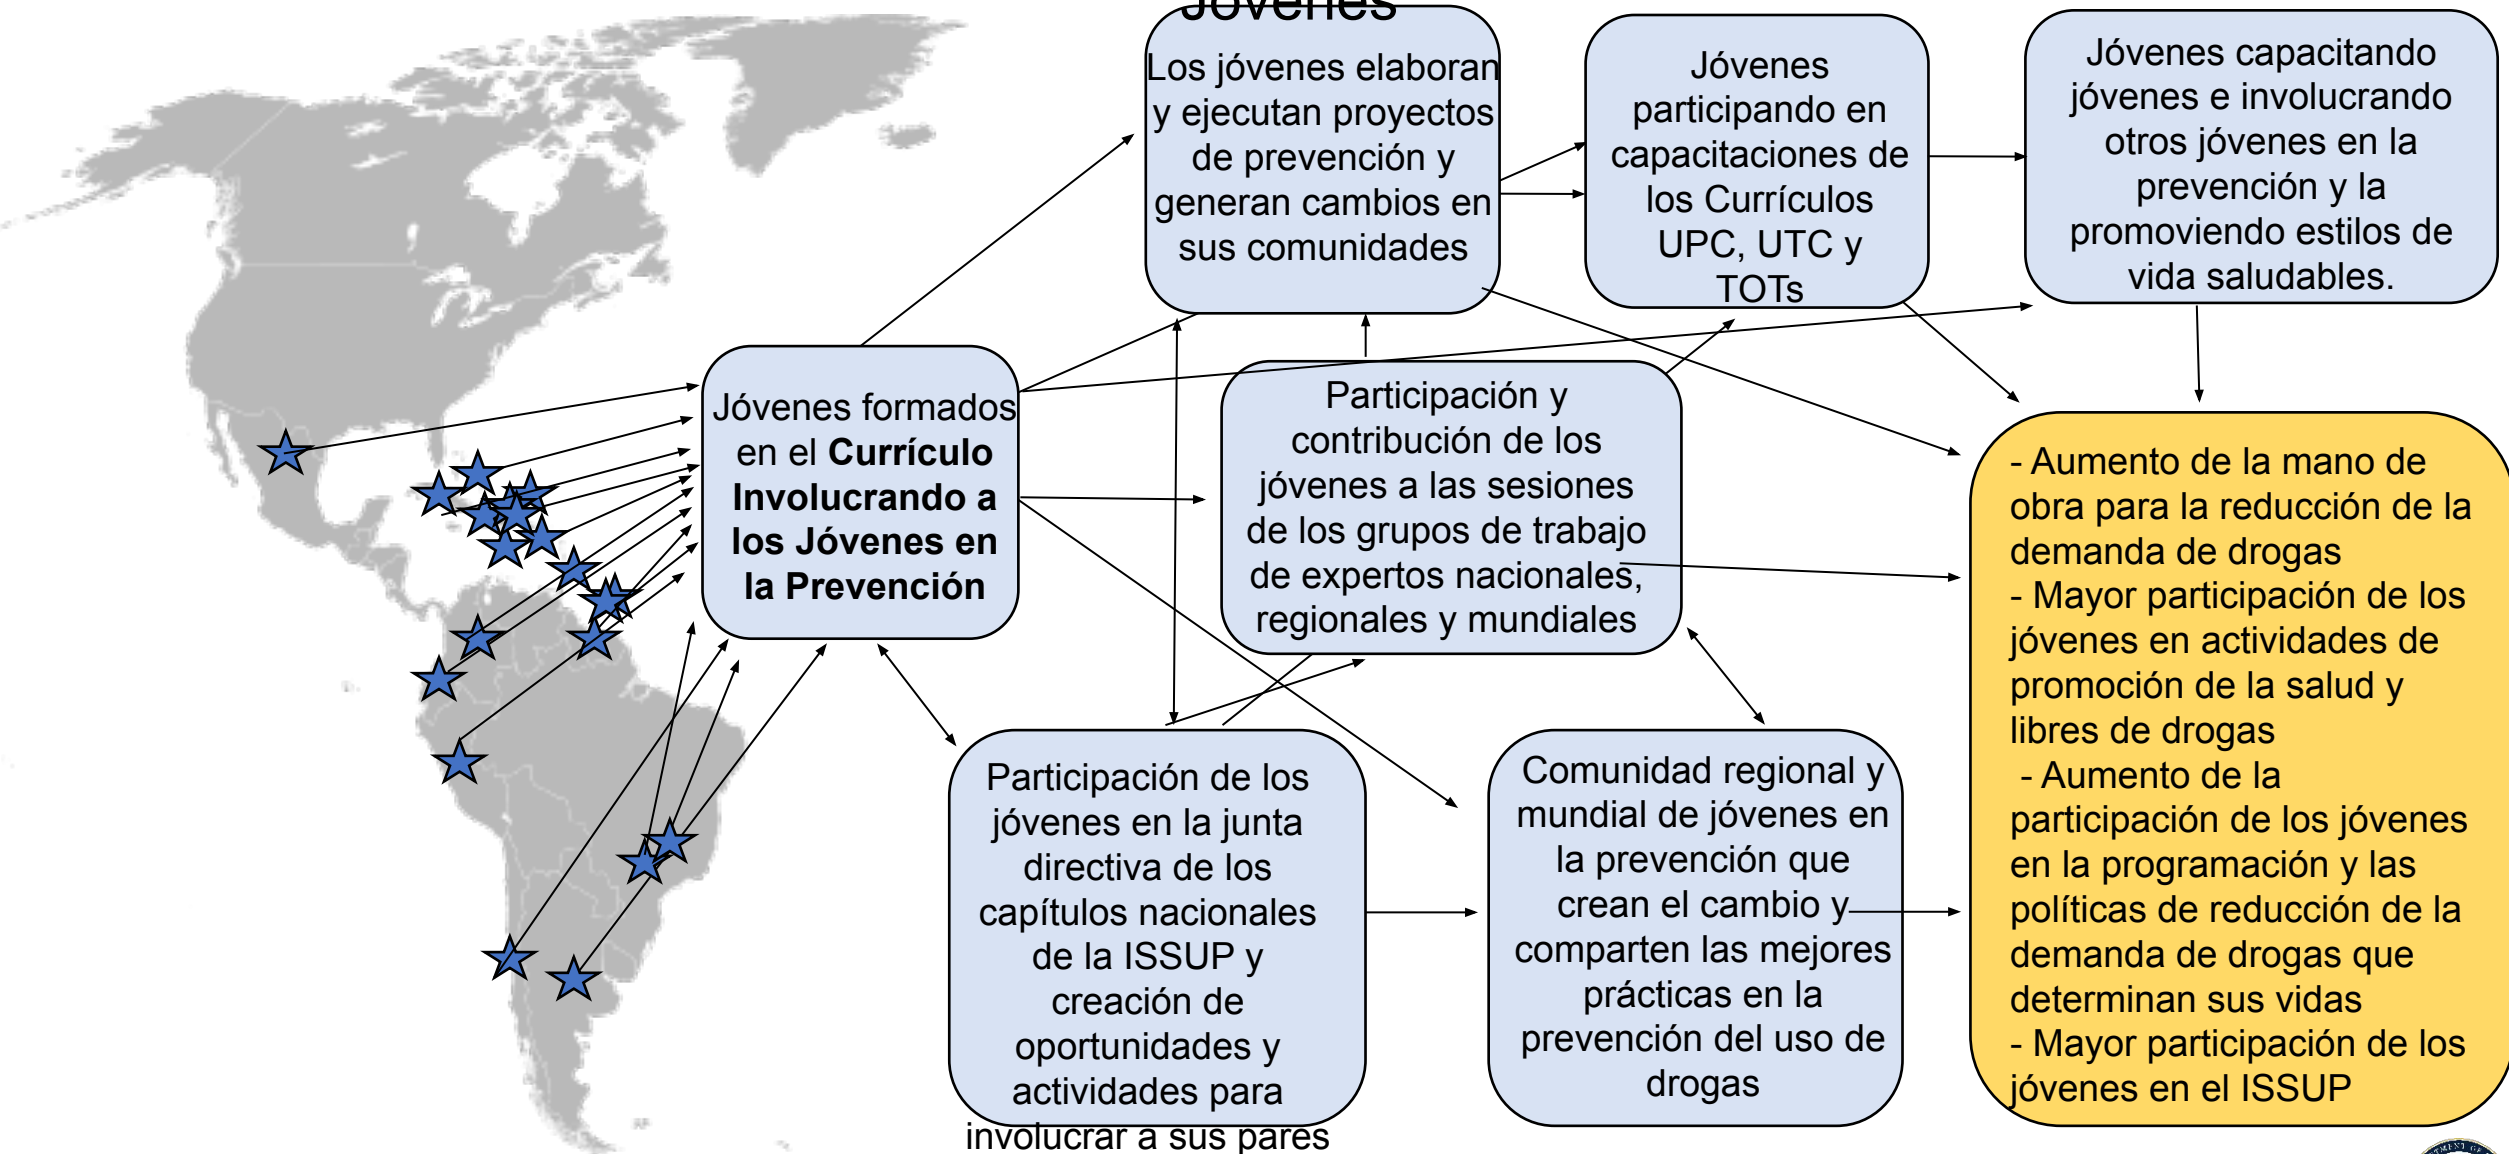 Jóvenes
Los jóvenes elaboran
y ejecutan proyectos
de prevención y
generan cambios en
sus comunidades
Jóvenes
participando en
capacitaciones de
los Currículos
UPC, UTC y
TOTs
Jóvenes capacitando
jóvenes e involucrando
otros jóvenes en la
prevención y la
promoviendo estilos de
vida saludables.
Jóvenes formados
en el Currículo
Involucrando a
los Jóvenes en
la Prevención
Participación y
contribución de los
jóvenes a las sesiones
de los grupos de trabajo
de expertos nacionales,
regionales y mundiales
Participación de los
jóvenes en la junta
directiva de los
capítulos nacionales
de la ISSUP y
creación de
oportunidades y
actividades para
involucrar a sus pares
Comunidad regional y
mundial de jóvenes en
la prevención que
crean el cambio y
comparten las mejores
prácticas en la
prevención del uso de
drogas
- Aumento de la mano de
obra para la reducción de la
demanda de drogas
- Mayor participación de los
jóvenes en actividades de
promoción de la salud y
libres de drogas
- Aumento de la
participación de los jóvenes
en la programación y las
políticas de reducción de la
demanda de drogas que
determinan sus vidas
- Mayor participación de los
jóvenes en el ISSUP